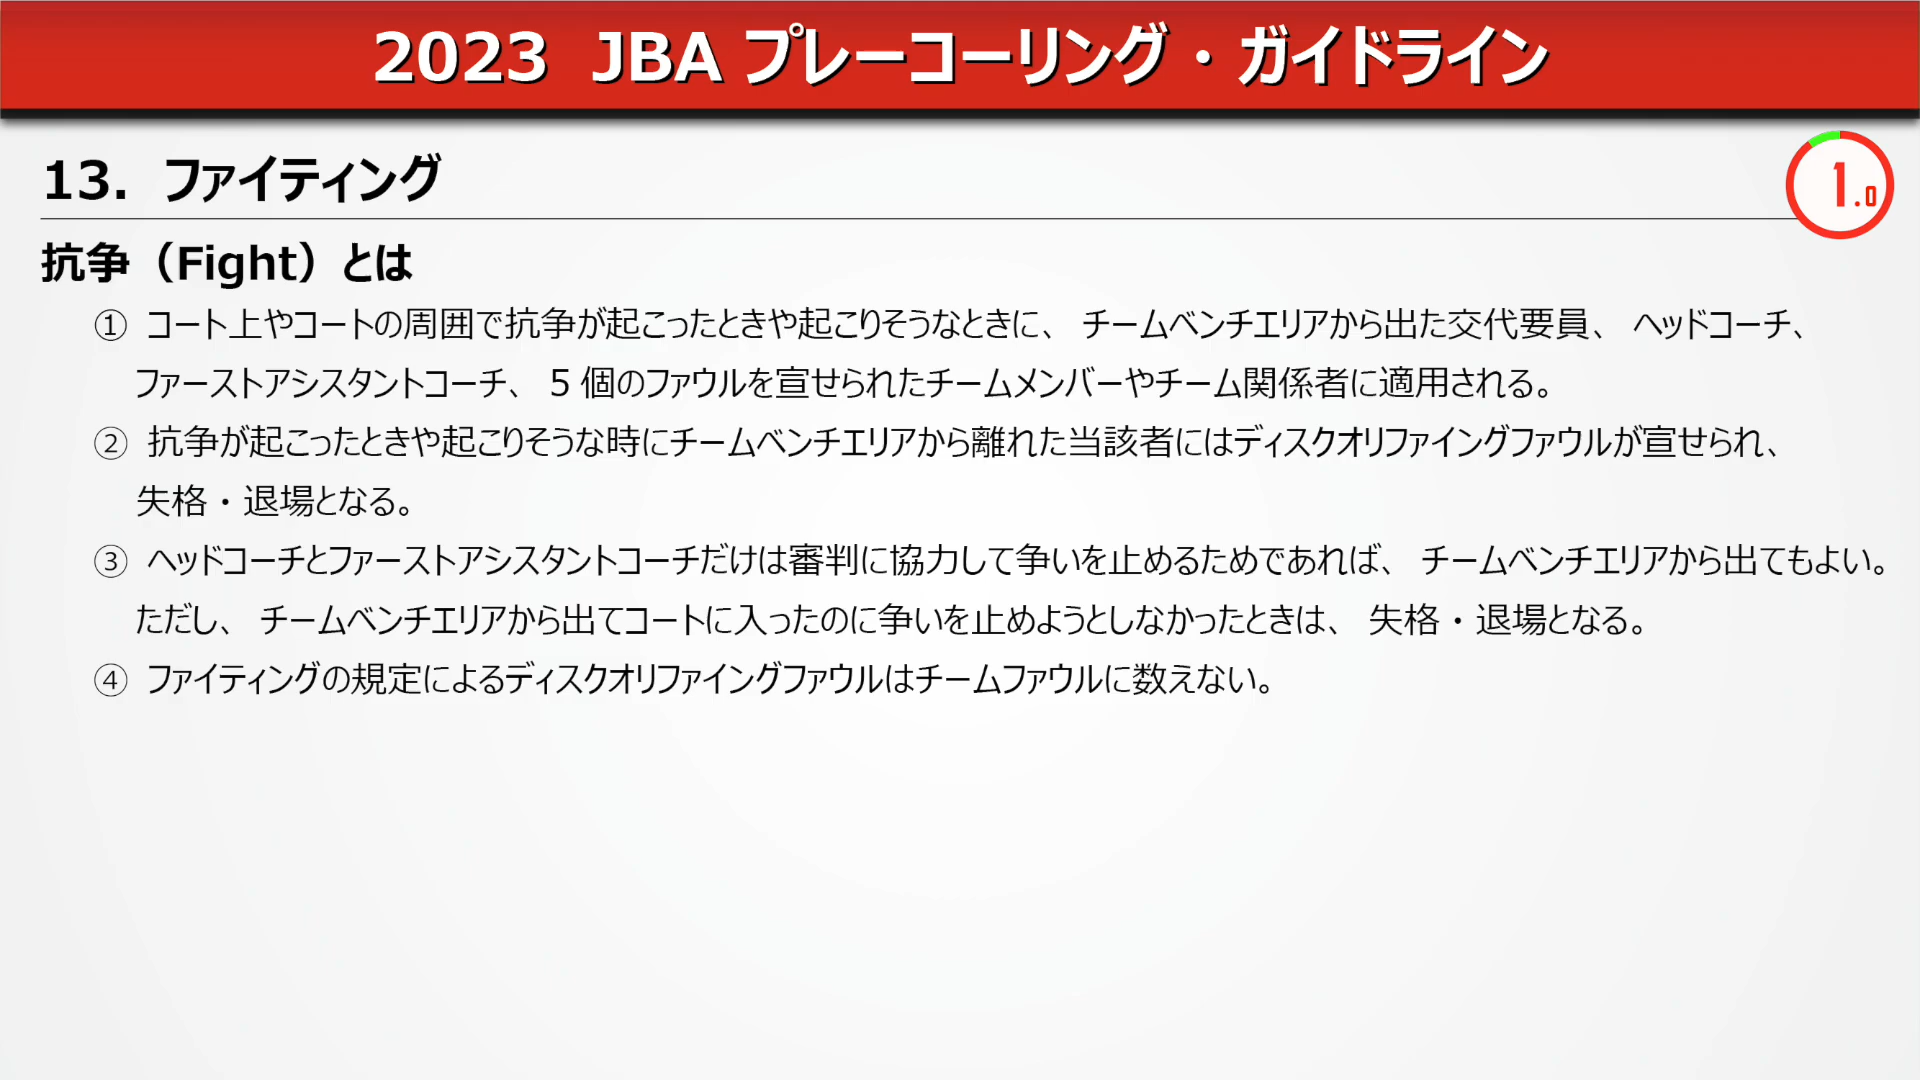 2023 JBA プレーコーリング・ガイドライン
13. ファイティング
1.0
抗争（Fight）とは
① コート上やコートの周囲で抗争が起こったときや起こりそうなときに、チームベンチエリアから出た交代要員、ヘッドコーチ、
ファーストアシスタントコーチ、5 個のファウルを宣せられたチームメンバーやチーム関係者に適用される。
② 抗争が起こったときや起こりそうな時にチームベンチエリアから離れた当該者にはディスクオリファイングファウルが宣せられ、
失格・退場となる。
③ ヘッドコーチとファーストアシスタントコーチだけは審判に協力して争いを止めるためであれば、チームベンチエリアから出てもよい。
ただし、チームベンチエリアから出てコートに入ったのに争いを止めようとしなかったときは、失格・退場となる。
④ ファイティングの規定によるディスクオリファイングファウルはチームファウルに数えない。